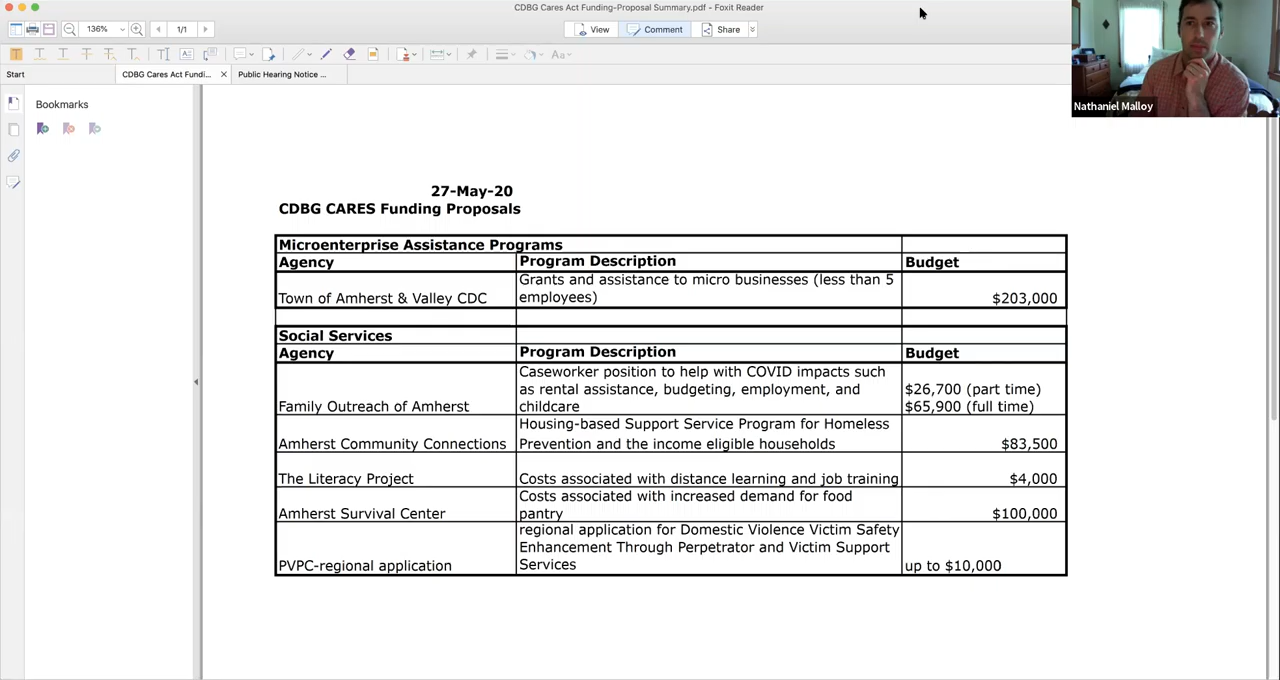 CDBG Cares Act Funding-Proposal Summary.pdf - Foxit Reader
136%
1/1
View
Comment
Share
Aa
Start
CDBG Cares Act Fundi...
Public Hearing Notice ...
Bookmarks
Nathaniel Malloy
27-May-20
CDBG CARES Funding Proposals
Microenterprise Assistance Programs
Agency
Program Description
Budget
Town of Amherst & Valley CDC
Grants and assistance to micro businesses (less than 5
employees)
$203,000
Social Services
Agency
Program Description
Budget
Family Outreach of Amherst
Caseworker position to help with COVID impacts such
as rental assistance, budgeting, employment, and
childcare
$26,700 (part time)
$65,900 (full time)
Amherst Community Connections
Housing-based Support Service Program for Homeless
Prevention and the income eligible households
$83,500
The Literacy Project
Costs associated with distance learning and job training
$4,000
Amherst Survival Center
Costs associated with increased demand for food
pantry
$100,000
PVPC-regional application
regional application for Domestic Violence Victim Safety
Enhancement Through Perpetrator and Victim Support
Services
up to $10,000